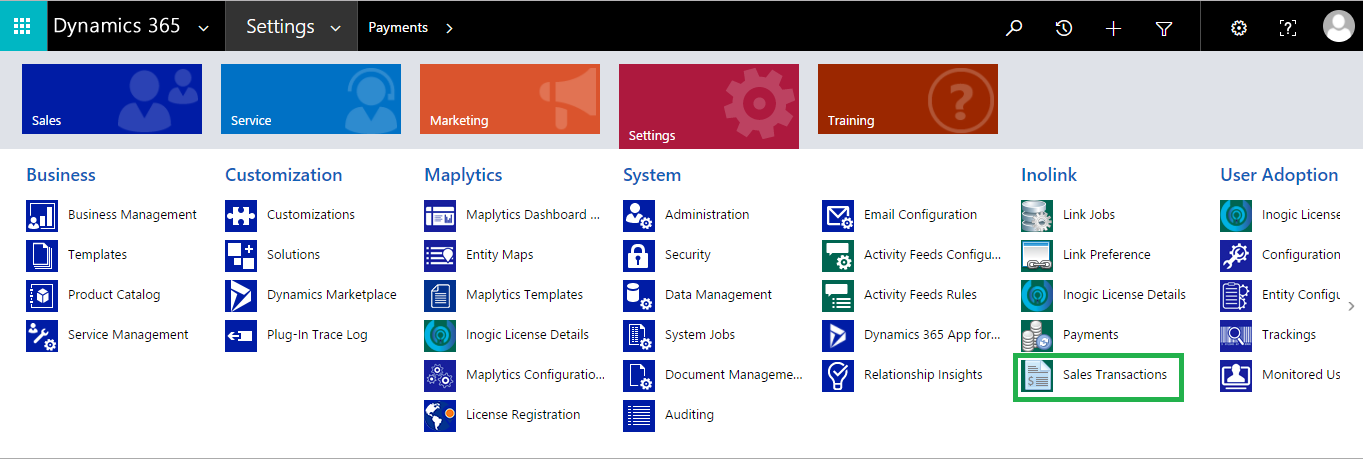 Dynamics 365 Settings Payments
Sales Service Marketing Settings Training
Business Customization Maplytics System Inolink User Adoption
Business Management Customizations Maplytics Dashboard ... Administration Email Configuration Link Jobs Inogic License
Templates Solutions Entity Maps Security Activity Feeds Configu... Link Preference Configuration
Product Catalog Dynamics Marketplace Maplytics Templates Data Management Activity Feeds Rules Inogic License Details Entity Configu
Service Management Plug-In Trace Log Inogic License Details System Jobs Dynamics 365 App for... Payments Trackings
Maplytics Configuratio... Document Manageme... Relationship Insights Sales Transactions Monitored Us
License Registration Auditing